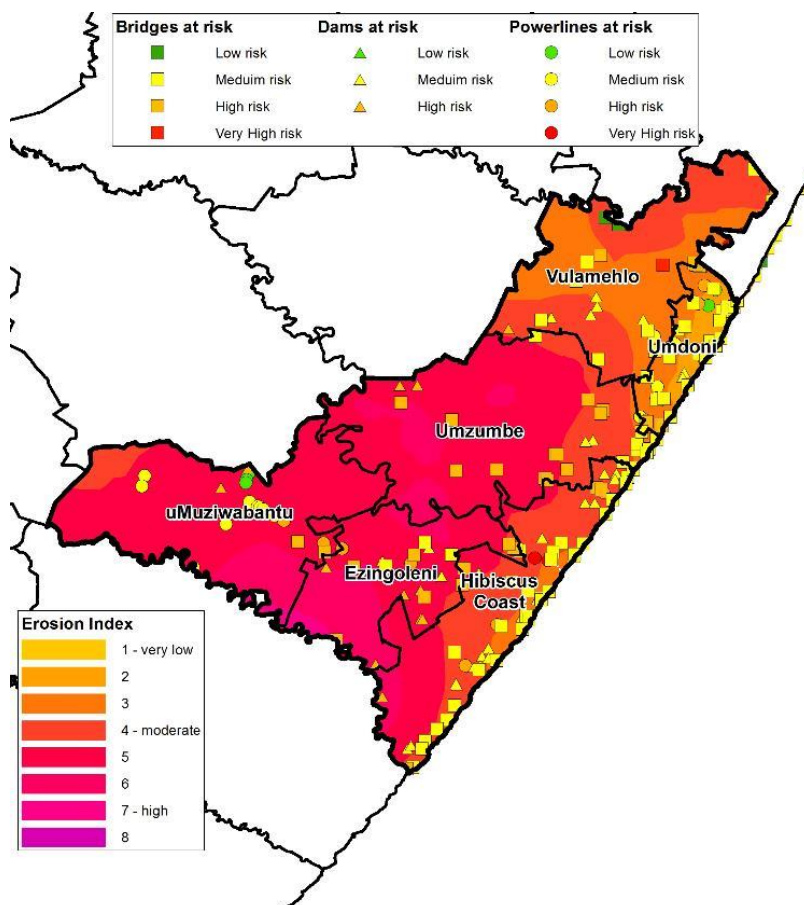 Bridges at risk
Low risk
Meduim risk
High risk
Very High risk
Dams at risk
Low risk
Meduim risk
High risk
Powerlines at risk
Low risk
Medium risk
High risk
Very High risk
Vulamehlo
Umdoni
Umzumbe
uMuziwabantu
Ezingoleni
Hibiscus
Coast
Erosion Index
1 - very low
2
3
4 - moderate
5
6
7 - high
8